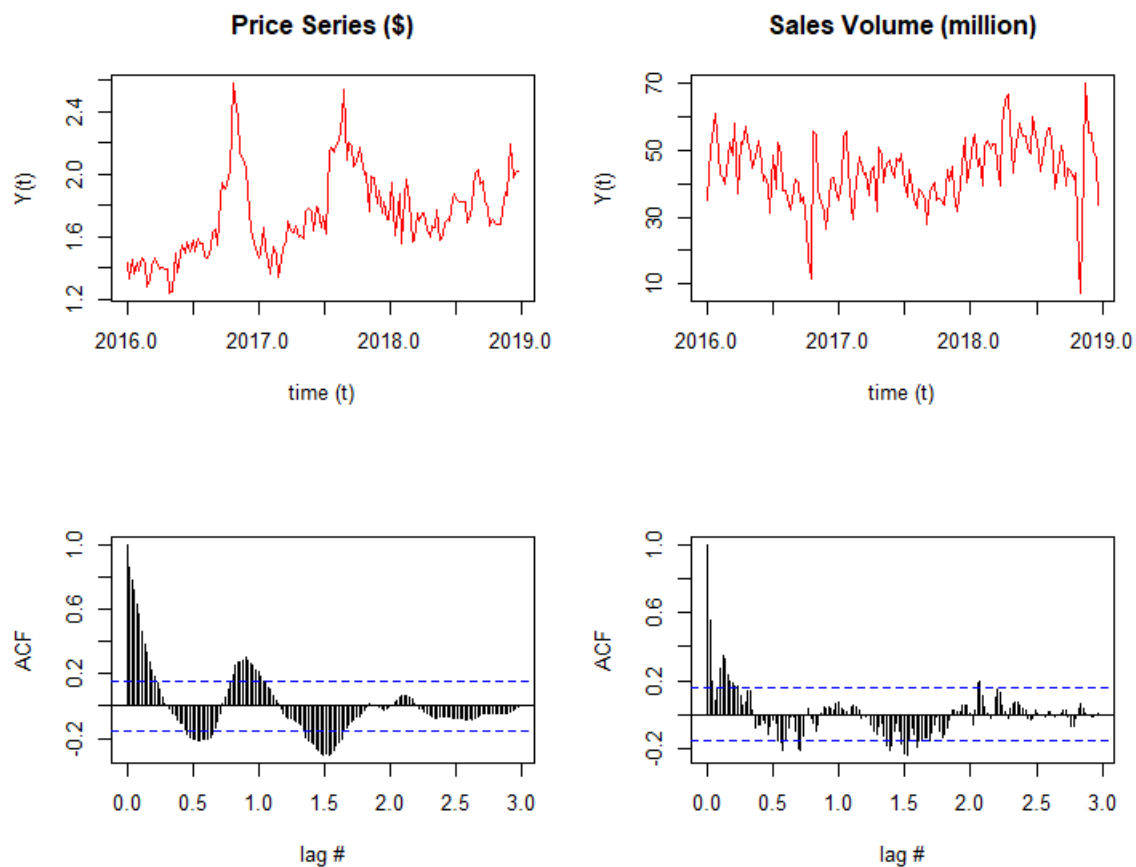 Price Series ($)
Y(t)
2.4
2.0
1.6
1.2
2016.0 2017.0 2018.0 2019.0
time (t)
Sales Volume (million)
Y(t)
70
50
30
10
2016.0 2017.0 2018.0 2019.0
time (t)
ACF
1.0
0.6
0.2
-0.2
0.0 0.5 1.0 1.5 2.0 2.5 3.0
lag #
ACF
1.0
0.6
0.2
-0.2
0.0 0.5 1.0 1.5 2.0 2.5 3.0
lag #